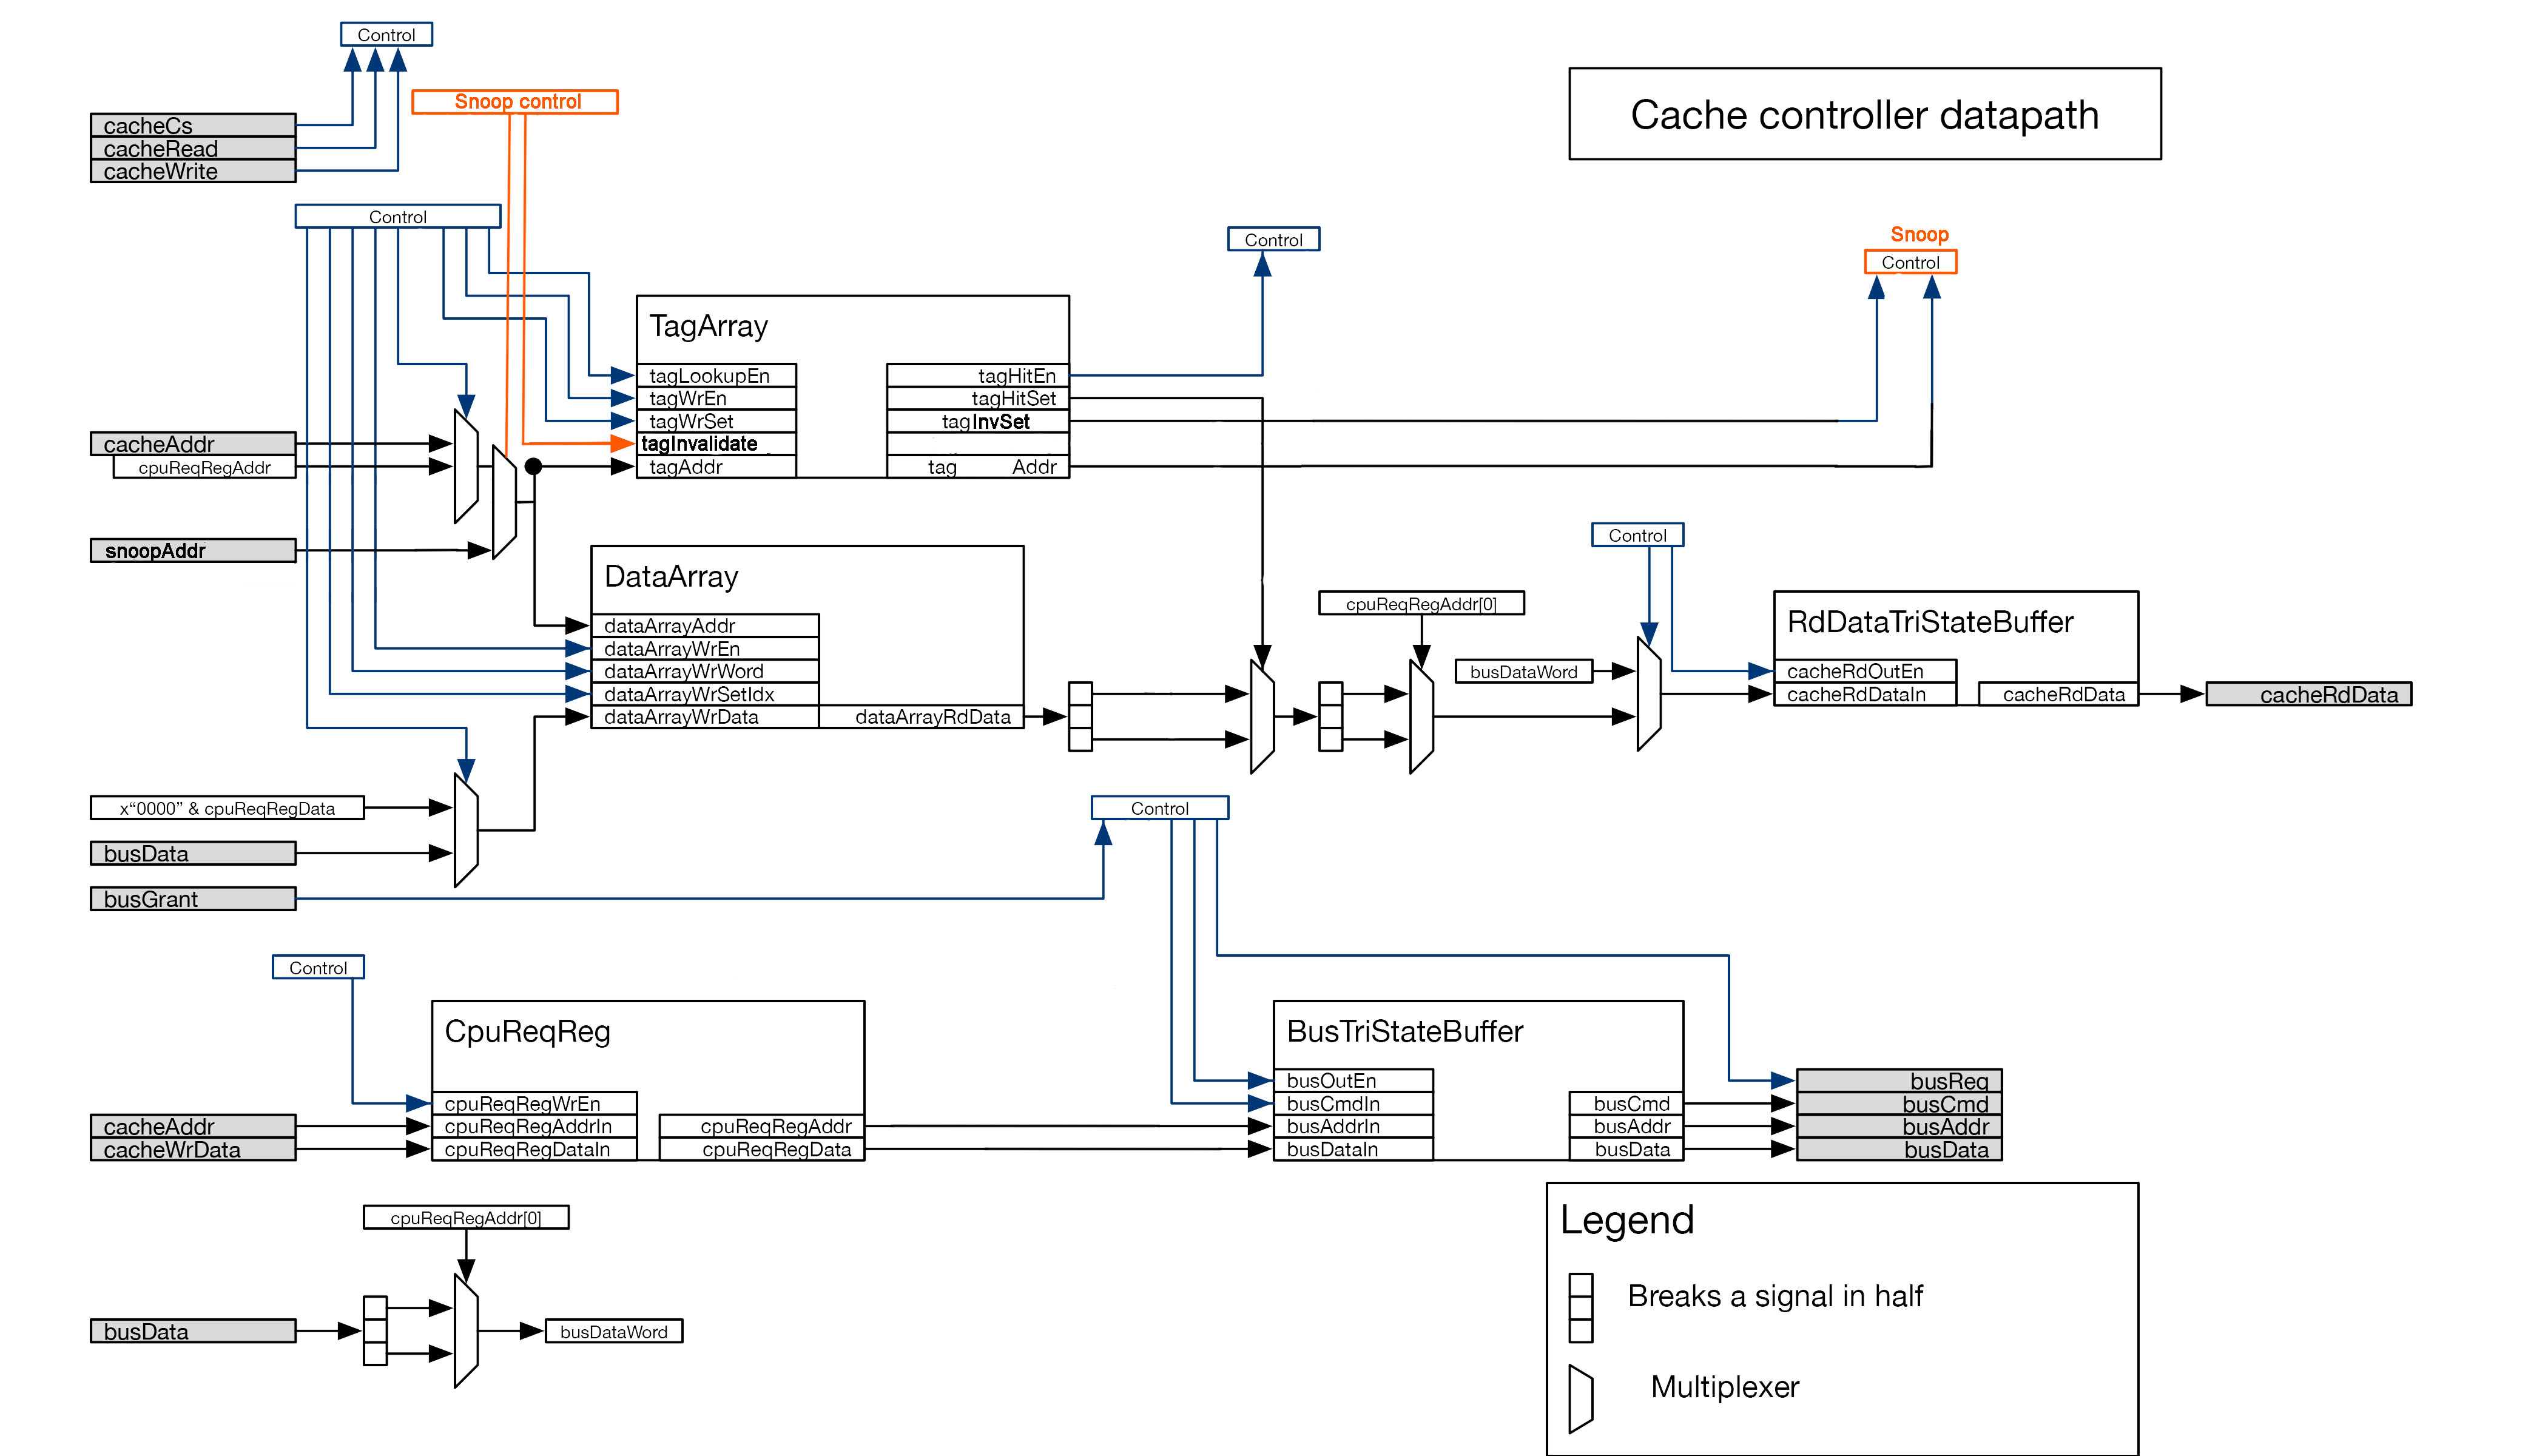 Control
Snoop control
cacheCs
cacheRead
cacheWrite
Cache controller datapath
Control
Control
Snoop
Control
TagArray
tagLookupEn
tagWrEn
tagWrSet
tagInvalidate
tagAddr
tagHitEn
tagHitSet
tagInvSet
tag Addr
cacheAddr
cpuReqRegAddr
snoopAddr
DataArray
dataArrayAddr
dataArrayWrEn
dataArrayWrWord
dataArrayWrSetIdx
dataArrayWrData
dataArrayRdData
cpuReqRegAddr[0]
busDataWord
Control
RdDataTriStateBuffer
cacheRdOutEn
cacheRdDataIn
cacheRdData
cacheRdData
x“0000” & cpuReqRegData
busData
busGrant
Control
Control
CpuReqReg
cpuReqRegWrEn
cpuReqRegAddrIn
cpuReqRegDataIn
cpuReqRegAddr
cpuReqRegData
cacheAddr
cacheWrData
BusTriStateBuffer
busOutEn
busCmdIn
busAddrIn
busDataIn
busCmd
busAddr
busData
busReq
busCmd
busAddr
busData
cpuReqRegAddr[0]
busData
busDataWord
Legend
Breaks a signal in half
Multiplexer